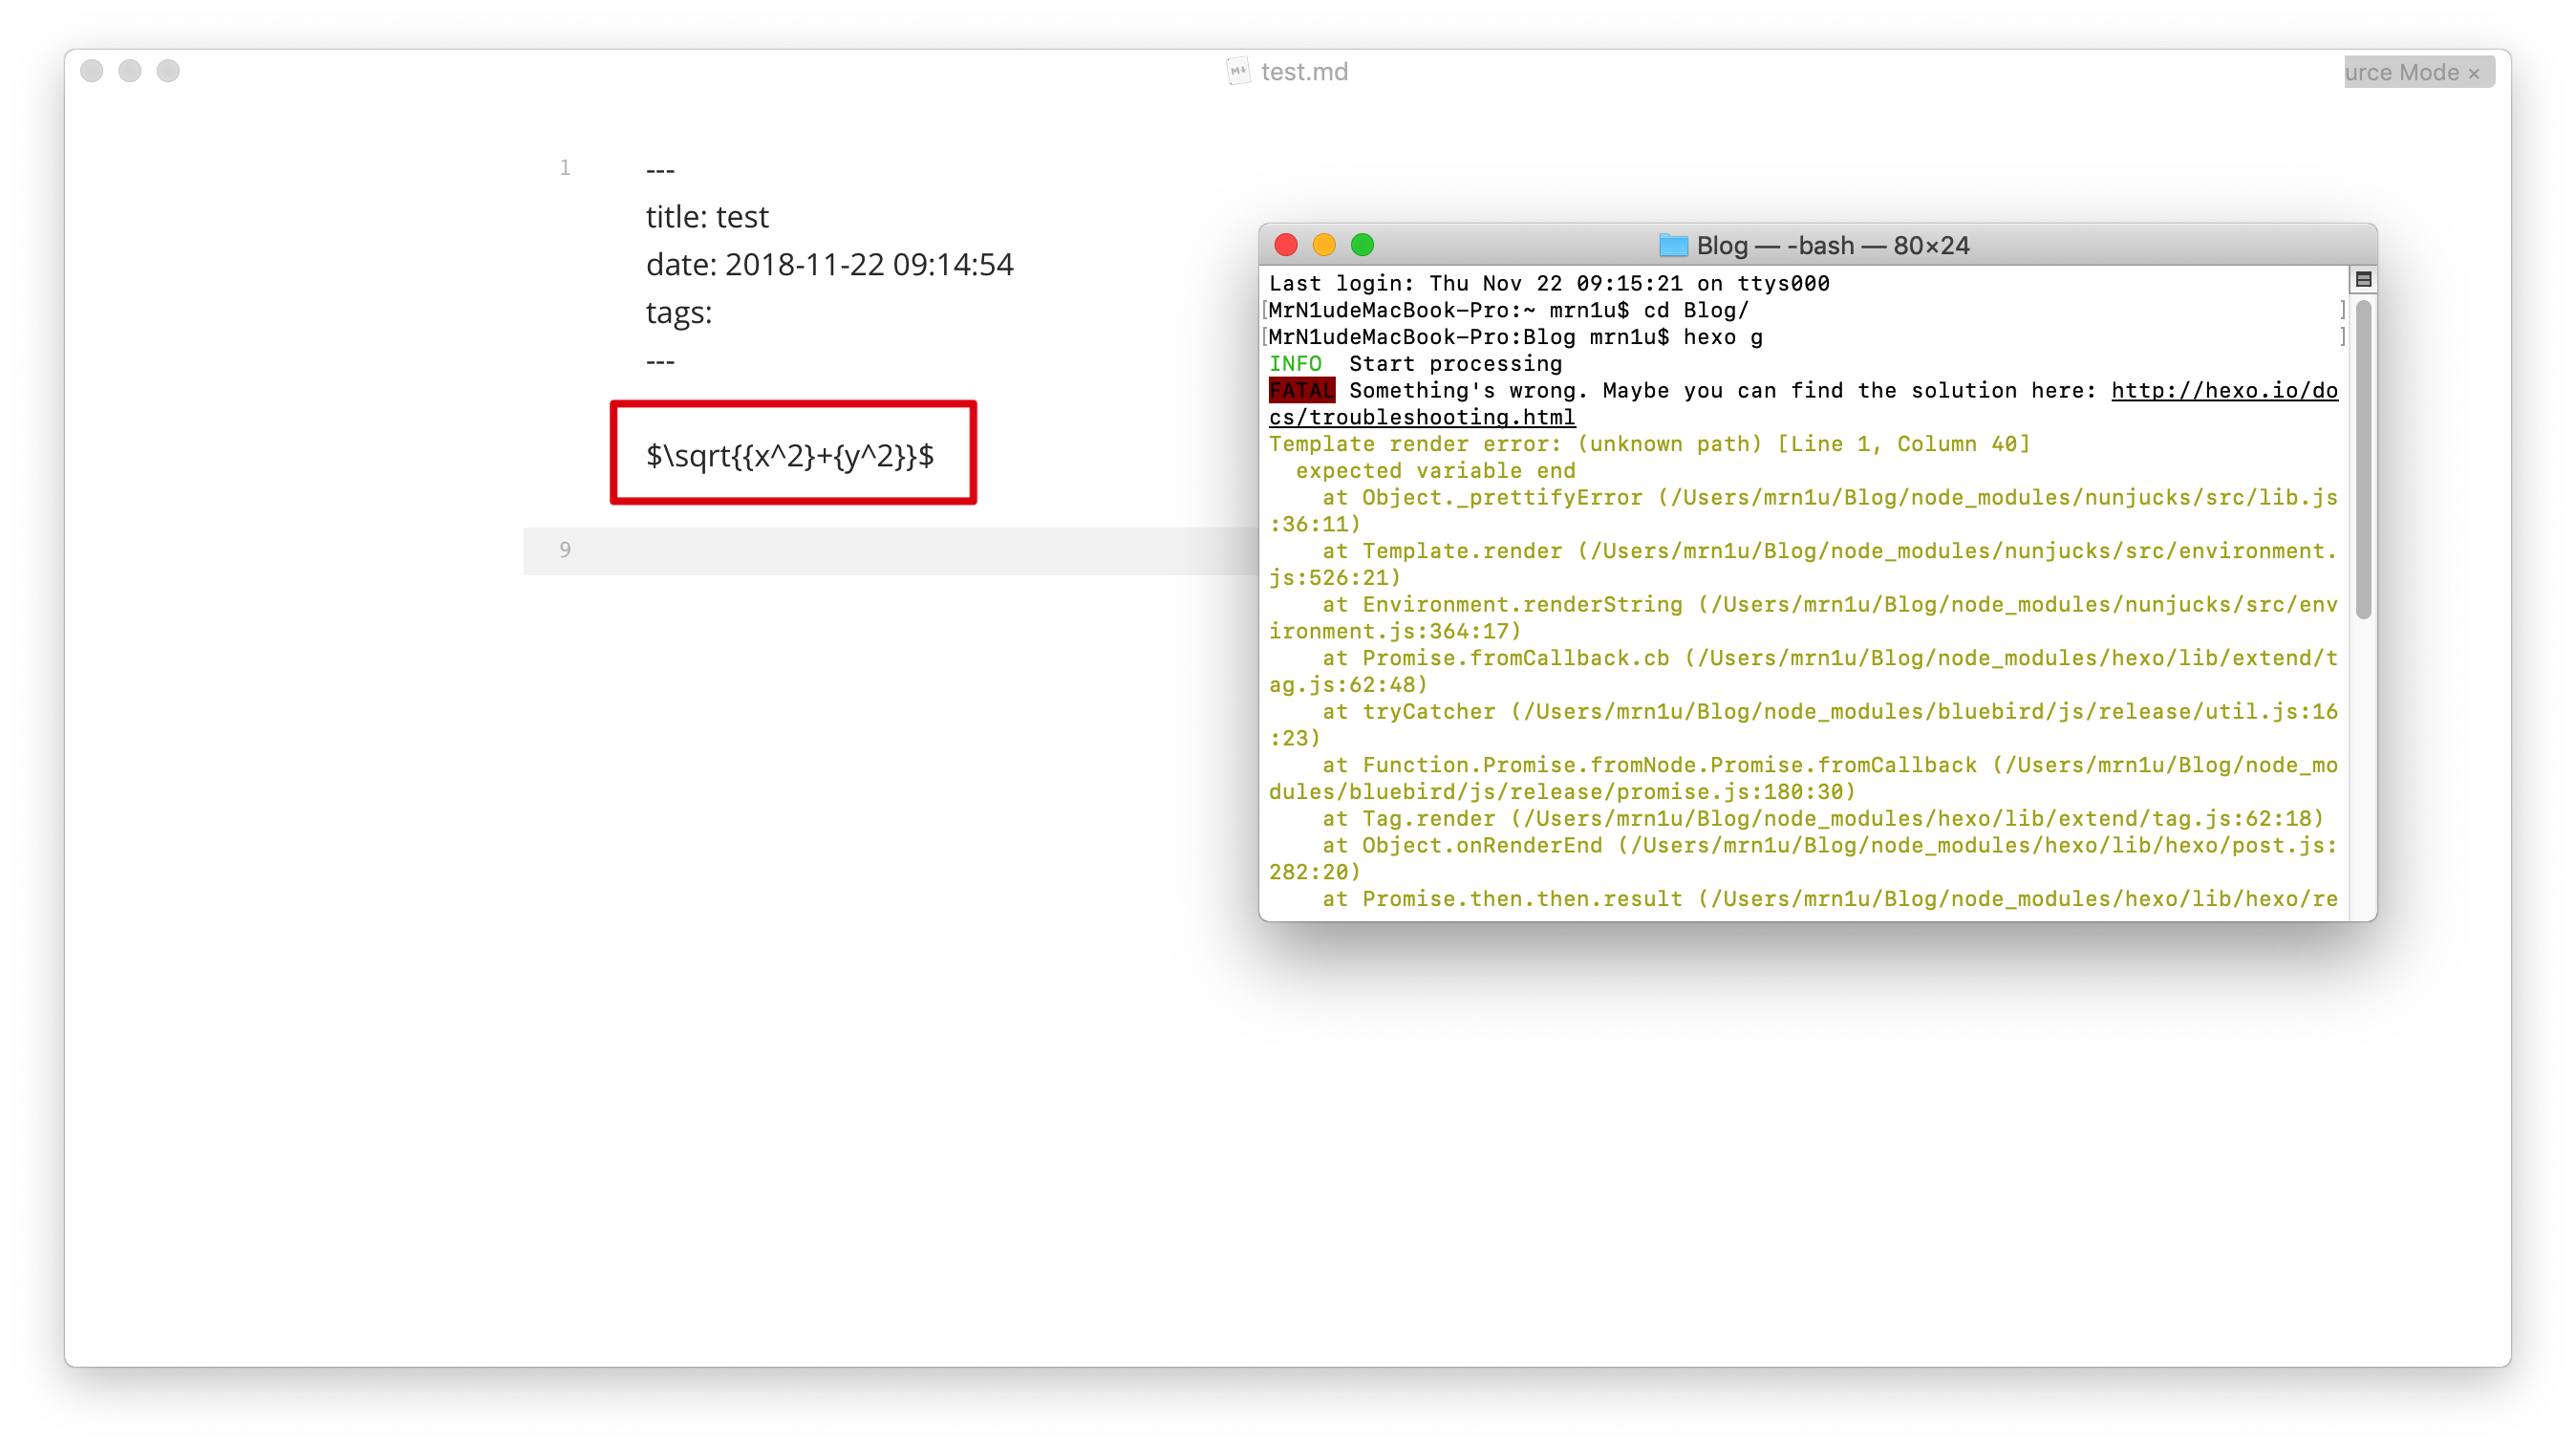 test.md
urce Mode ×
1
---
title: test
date: 2018-11-22 09:14:54
tags:
---
$\sqrt{{x^2}+{y^2}}$
9
Blog — -bash — 80×24
Last login: Thu Nov 22 09:15:21 on ttys000
[MrN1udeMacBook-Pro:~ mrn1u$ cd Blog/ ]
[MrN1udeMacBook-Pro:Blog mrn1u$ hexo g ]
INFO  Start processing
FATAL Something's wrong. Maybe you can find the solution here: http://hexo.io/do
cs/troubleshooting.html
Template render error: (unknown path) [Line 1, Column 40]
  expected variable end
    at Object._prettifyError (/Users/mrn1u/Blog/node_modules/nunjucks/src/lib.js
:36:11)
    at Template.render (/Users/mrn1u/Blog/node_modules/nunjucks/src/environment.
js:526:21)
    at Environment.renderString (/Users/mrn1u/Blog/node_modules/nunjucks/src/env
ironment.js:364:17)
    at Promise.fromCallback.cb (/Users/mrn1u/Blog/node_modules/hexo/lib/extend/t
ag.js:62:48)
    at tryCatcher (/Users/mrn1u/Blog/node_modules/bluebird/js/release/util.js:16
:23)
    at Function.Promise.fromNode.Promise.fromCallback (/Users/mrn1u/Blog/node_mo
dules/bluebird/js/release/promise.js:180:30)
    at Tag.render (/Users/mrn1u/Blog/node_modules/hexo/lib/extend/tag.js:62:18)
    at Object.onRenderEnd (/Users/mrn1u/Blog/node_modules/hexo/lib/hexo/post.js:
282:20)
    at Promise.then.then.result (/Users/mrn1u/Blog/node_modules/hexo/lib/hexo/re